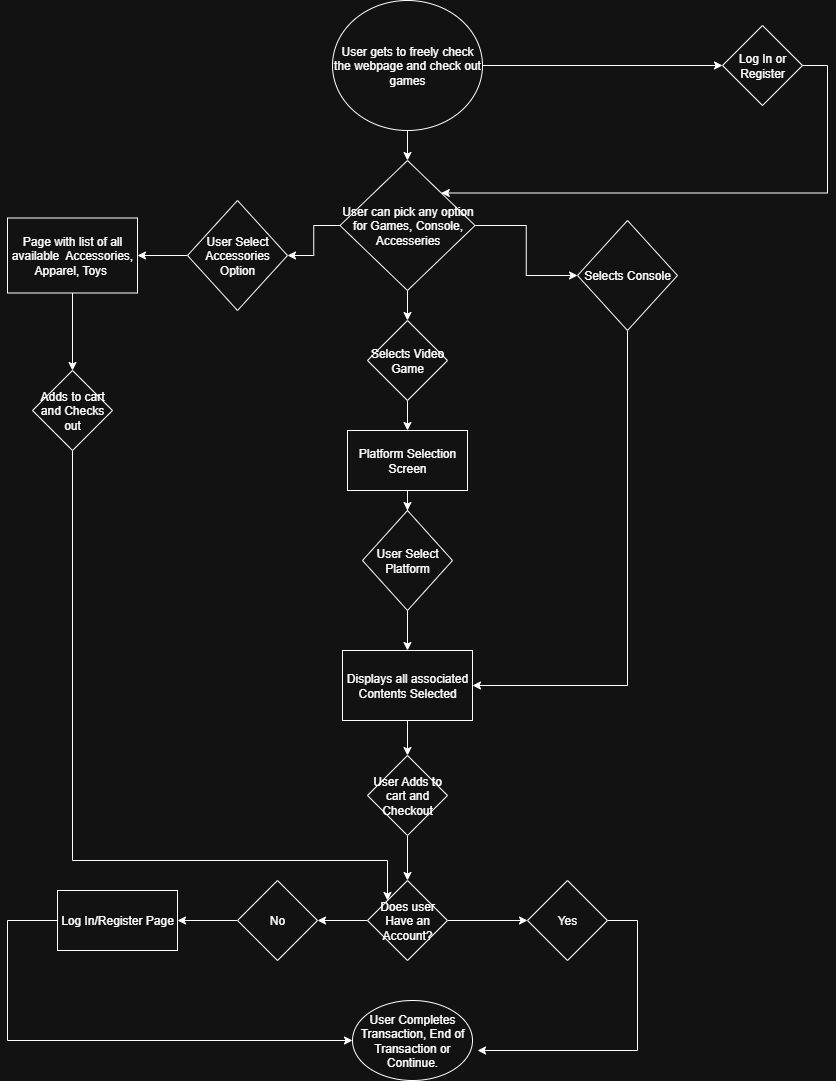 User gets to freely check
the webpage and check out
games
Log In or
Register
User can pick any option
for Games, Console,
Accesseries
User Select
Accessories
Option
Page with list of all
available Accessories,
Apparel, Toys
Selects Console
Selects Video
Game
Adds to cart
and Checks
out
Platform Selection
Screen
User Select
Platform
Displays all associated
Contents Selected
User Adds to
cart and
Checkout
Does user
Have an
Account?
No
Log In/Register Page
Yes
User Completes
Transaction, End of
Transaction or
Continue.